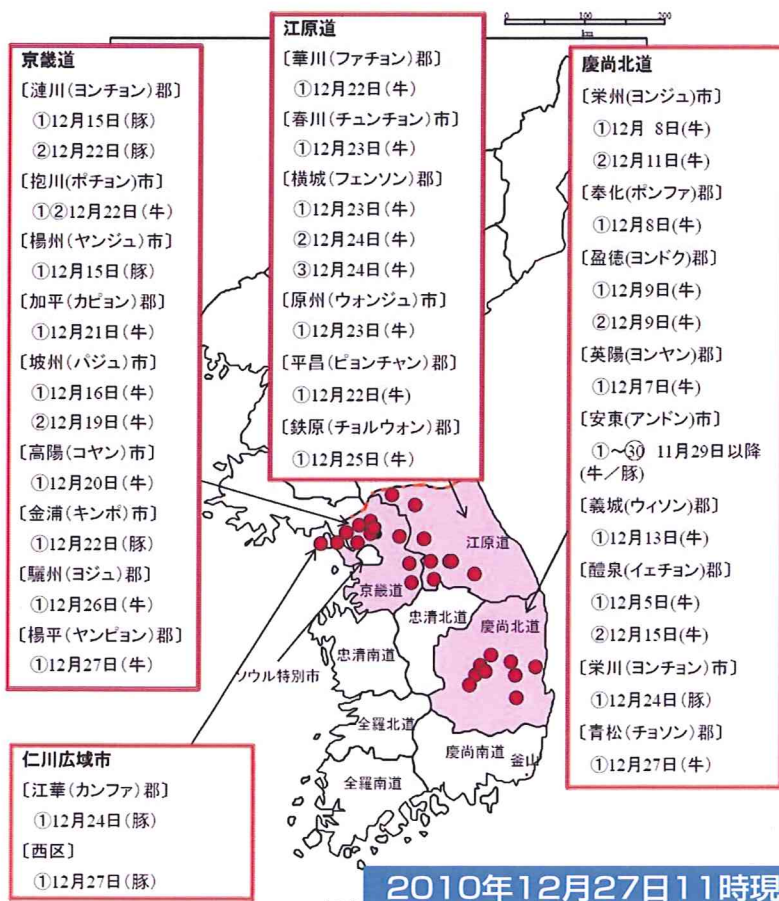 0 100 200
km
京畿道
〔漣川(ヨンチョン)郡〕
①12月15日(豚)
②12月22日(豚)
〔抱川(ポチョン)市〕
①②12月22日(牛)
〔楊州(ヤンジュ)市〕
①12月15日(豚)
〔加平(カピョン)郡〕
①12月21日(牛)
〔坡州(パジュ)市〕
①12月16日(牛)
②12月19日(牛)
〔高陽(コヤン)市〕
①12月20日(牛)
〔金浦(キンポ)市〕
①12月22日(豚)
〔驪州(ヨジュ)郡〕
①12月26日(牛)
〔楊平(ヤンピョン)郡〕
①12月27日(牛)
江原道
〔華川(ファチョン)郡〕
①12月22日(牛)
〔春川(チュンチョン)市〕
①12月23日(牛)
〔横城(フェンソン)郡〕
①12月23日(牛)
②12月24日(牛)
③12月24日(牛)
〔原州(ウォンジュ)市〕
①12月23日(牛)
〔平昌(ピョンチャン)郡〕
①12月22日(牛)
〔鉄原(チョルウォン)郡〕
①12月25日(牛)
慶尚北道
〔栄州(ヨンジュ)市〕
①12月 8日(牛)
②12月11日(牛)
〔奉化(ボンファ)郡〕
①12月8日(牛)
〔盈徳(ヨンドク)郡〕
①12月9日(牛)
②12月9日(牛)
〔英陽(ヨンヤン)郡〕
①12月7日(牛)
〔安東(アンドン)市〕
①~㉚ 11月29日以降
(牛/豚)
〔義城(ウィソン)郡〕
①12月13日(牛)
〔醴泉(イェチョン)郡〕
①12月5日(牛)
②12月15日(牛)
〔栄川(ヨンチョン)市〕
①12月24日(豚)
〔青松(チョソン)郡〕
①12月27日(牛)
江原道
京畿道
忠清北道
慶尚北道
忠清南道
ソウル特別市
全羅北道
慶尚南道
釜山
全羅南道
仁川広域市
〔江華(カンファ)郡〕
①12月24日(豚)
〔西区〕
①12月27日(豚)
2010年12月27日11時現